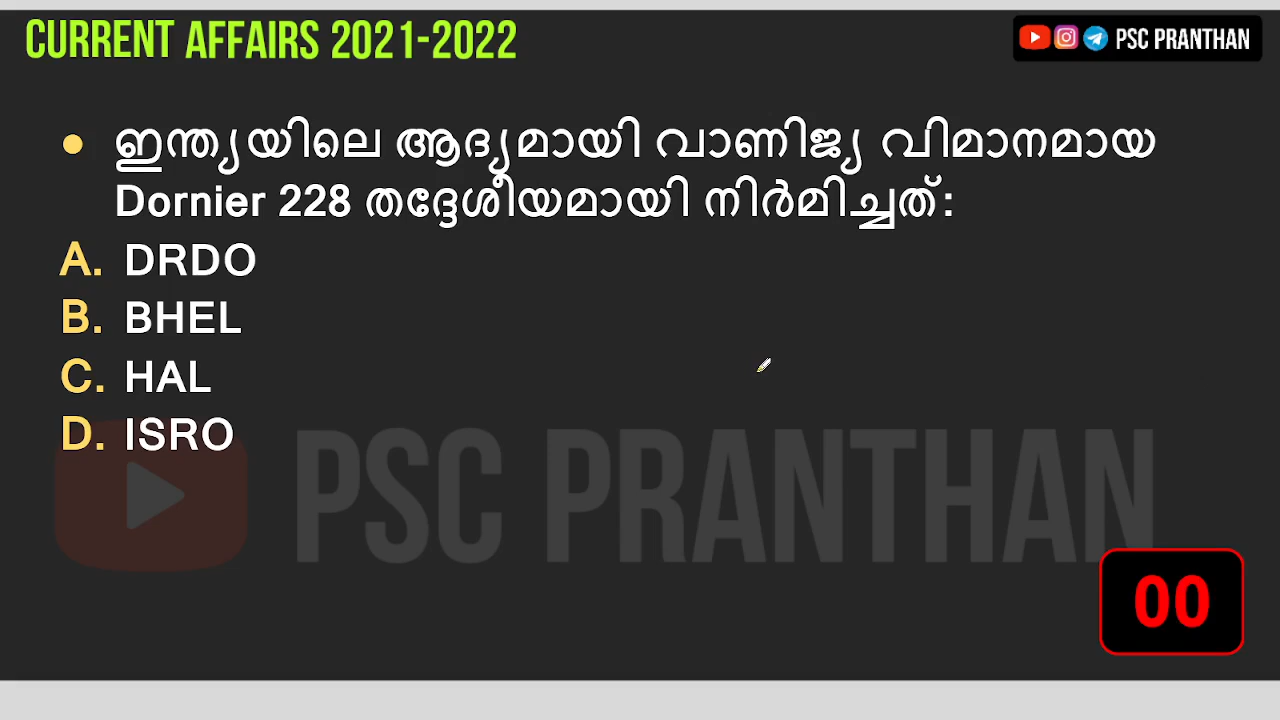 CURRENT AFFAIRS 2021-2022
PSC PRANTHAN
• ഇന്ത്യയിലെ ആദ്യമായി വാണിജ്യ വിമാനമായ
Dornier 228 തദ്ദേശീയമായി നിർമിച്ചത്:
A. DRDO
B. BHEL
C. HAL
D. ISRO
PSC PRANTHAN
00